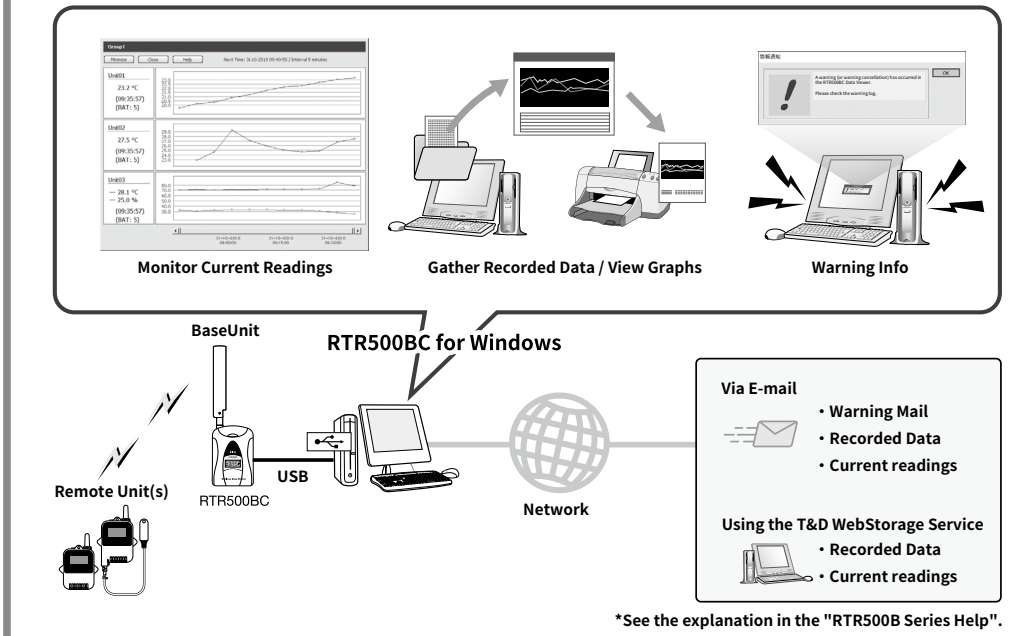 Group1
Minimize Close Help Next Time: 31-10-2010 09:40:50 / Interval 5 minutes
Unit01
23.2 ºC
(09:35:57)
(BAT: 5)
Unit02
27.5 ºC
(09:35:57)
(BAT: 5)
Unit03
— 28.1 ºC
— 25.0 %
(09:35:57)
(BAT: 5)
Monitor Current Readings
Gather Recorded Data / View Graphs
OK
A warning (or warning cancellation) has occurred in
the RTR500BC Data Viewer.
Please check the warning log.
Warning Info
BaseUnit
RTR500BC for Windows
USB
RTR500BC
Remote Unit(s)
Network
Via E-mail
・Warning Mail
・Recorded Data
・Current readings
Using the T&D WebStorage Service
・Recorded Data
・Current readings
*See the explanation in the "RTR500B Series Help".